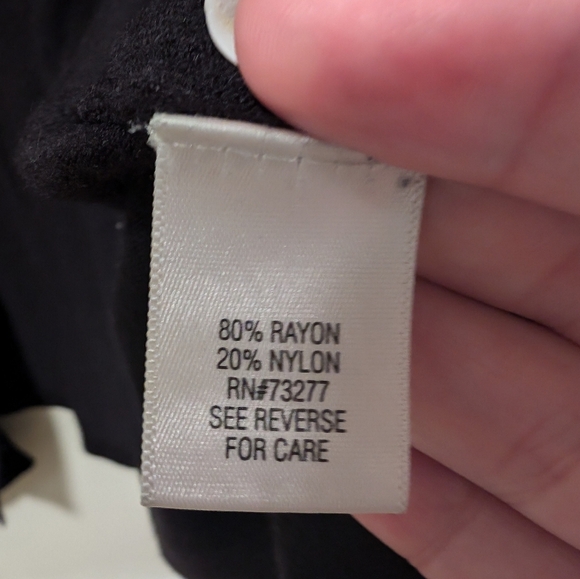 80% RAYON
20% NYLON
RN#73277
SEE REVERSE
FOR CARE